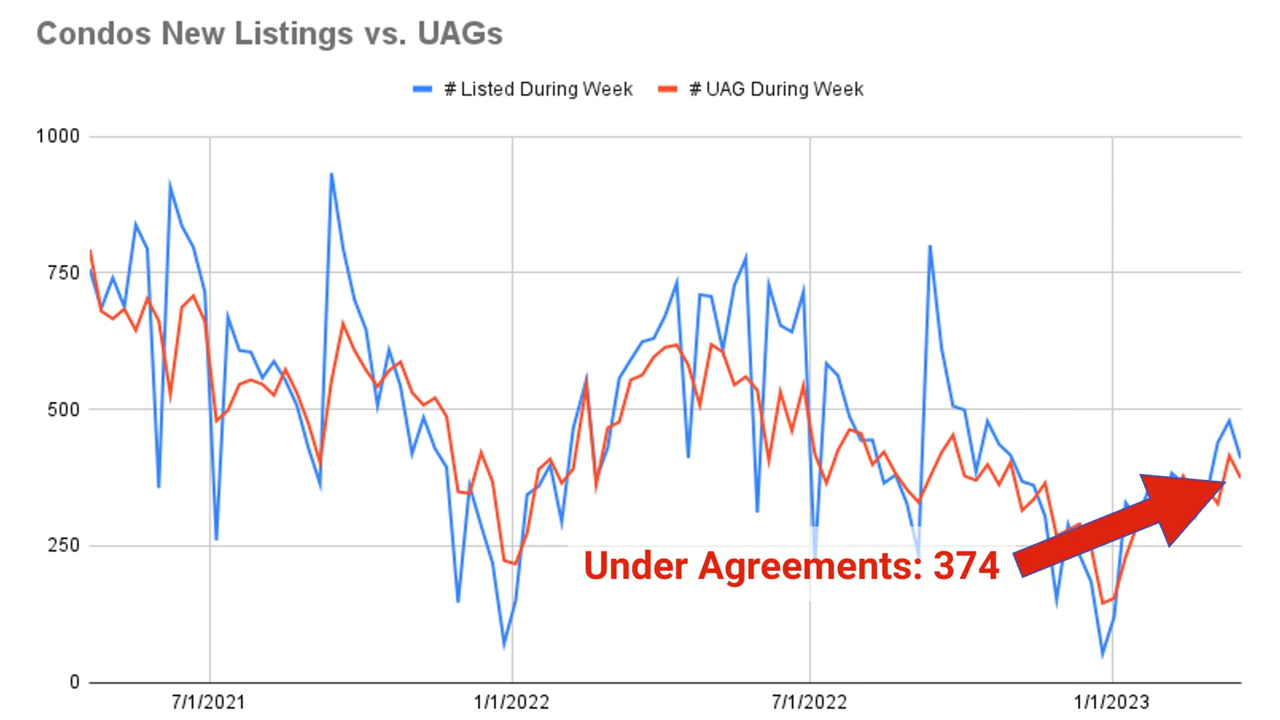 Condos New Listings vs. UAGs
# Listed During Week # UAG During Week
1000
750
500
250
0
Under Agreements: 374
7/1/2021 1/1/2022 7/1/2022 1/1/2023